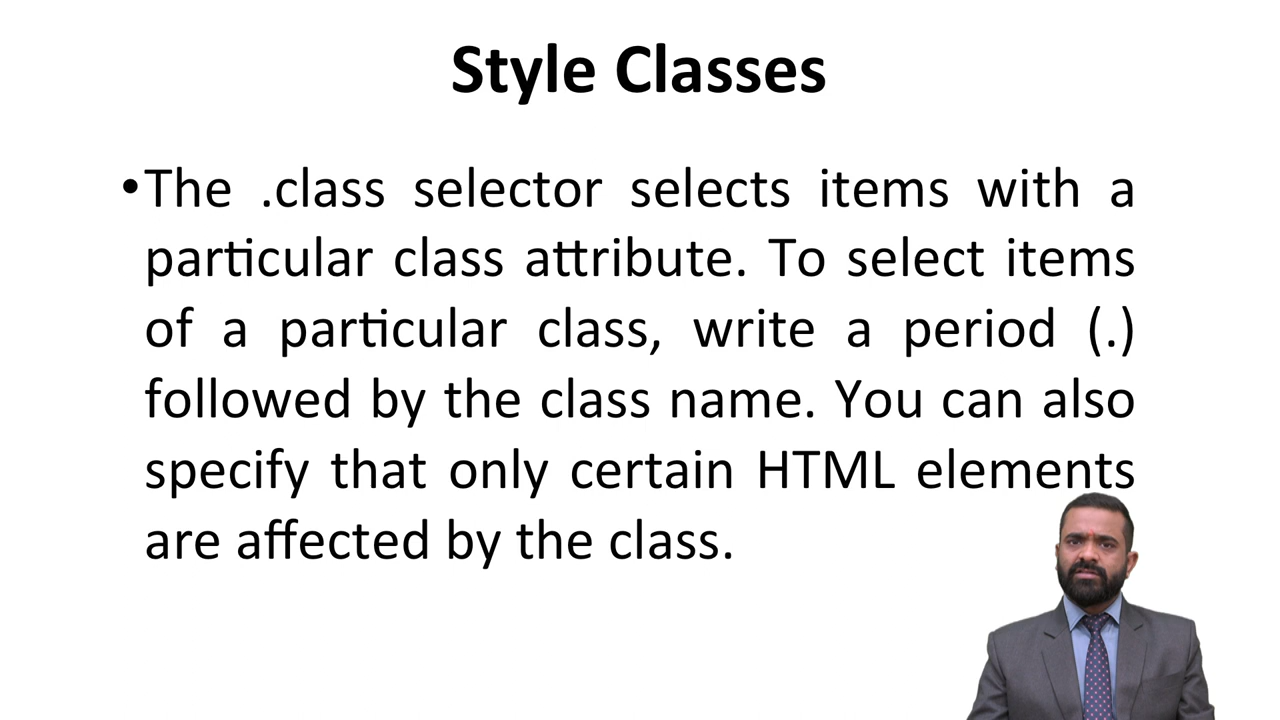 Style Classes
•The .class selector selects items with a
particular class attribute. To select items
of a particular class, write a period (.)
followed by the class name. You can also
specify that only certain HTML elements
are affected by the class.